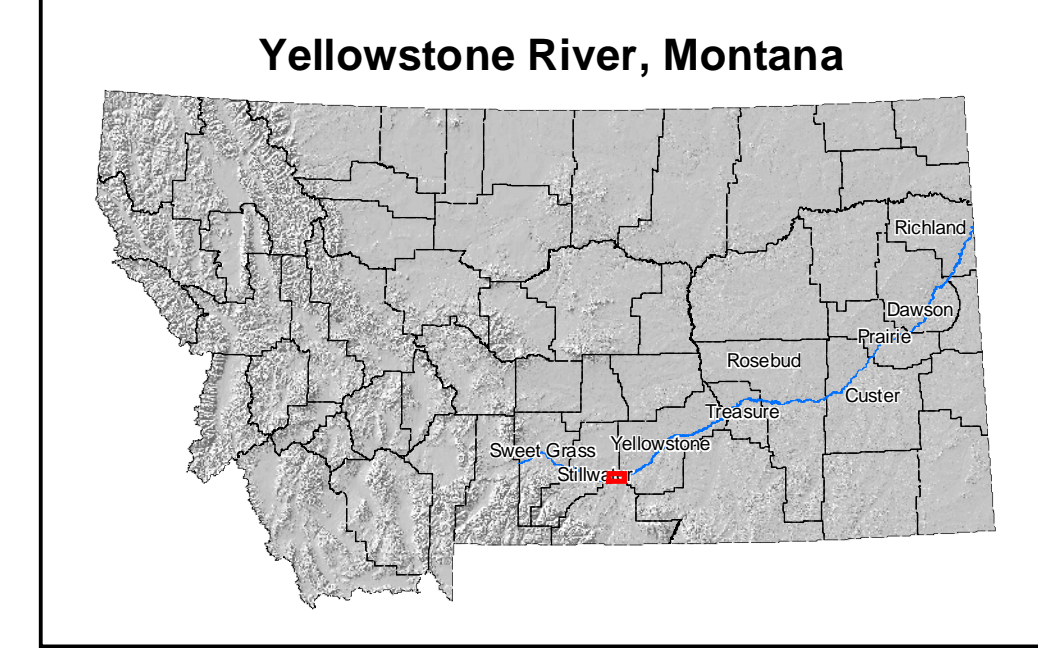 Yellowstone River, Montana
Richland
Dawson
Prairie
Rosebud
Custer
Treasure
Yellowstone
Sweet Grass
Stillwater